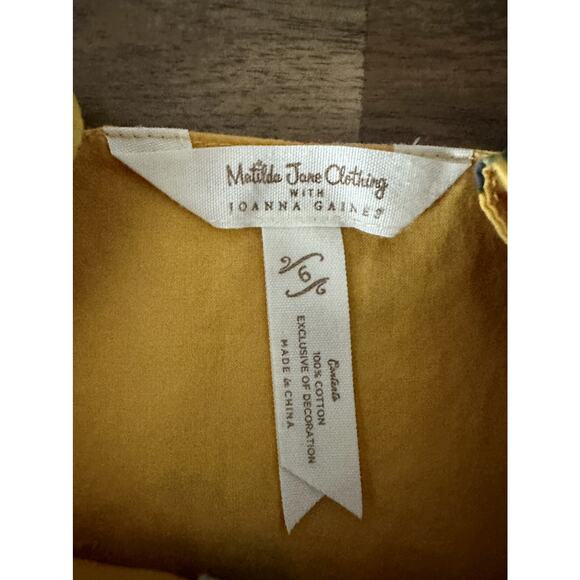 Matilda Jane Clothing
WITH
JOANNA GAINES
6
Contents
100% COTTON
EXCLUSIVE OF DECORATION
MADE in CHINA